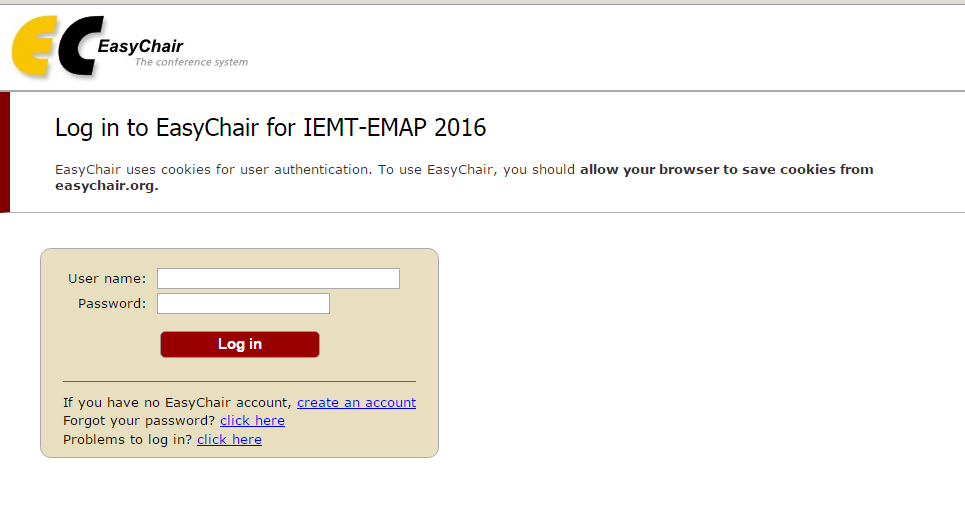 EC EasyChair
The conference system
Log in to EasyChair for IEMT-EMAP 2016
EasyChair uses cookies for user authentication. To use EasyChair, you should allow your browser to save cookies from
easychair.org.
User name:
Password:
Log in
If you have no EasyChair account, create an account
Forgot your password? click here
Problems to log in? click here